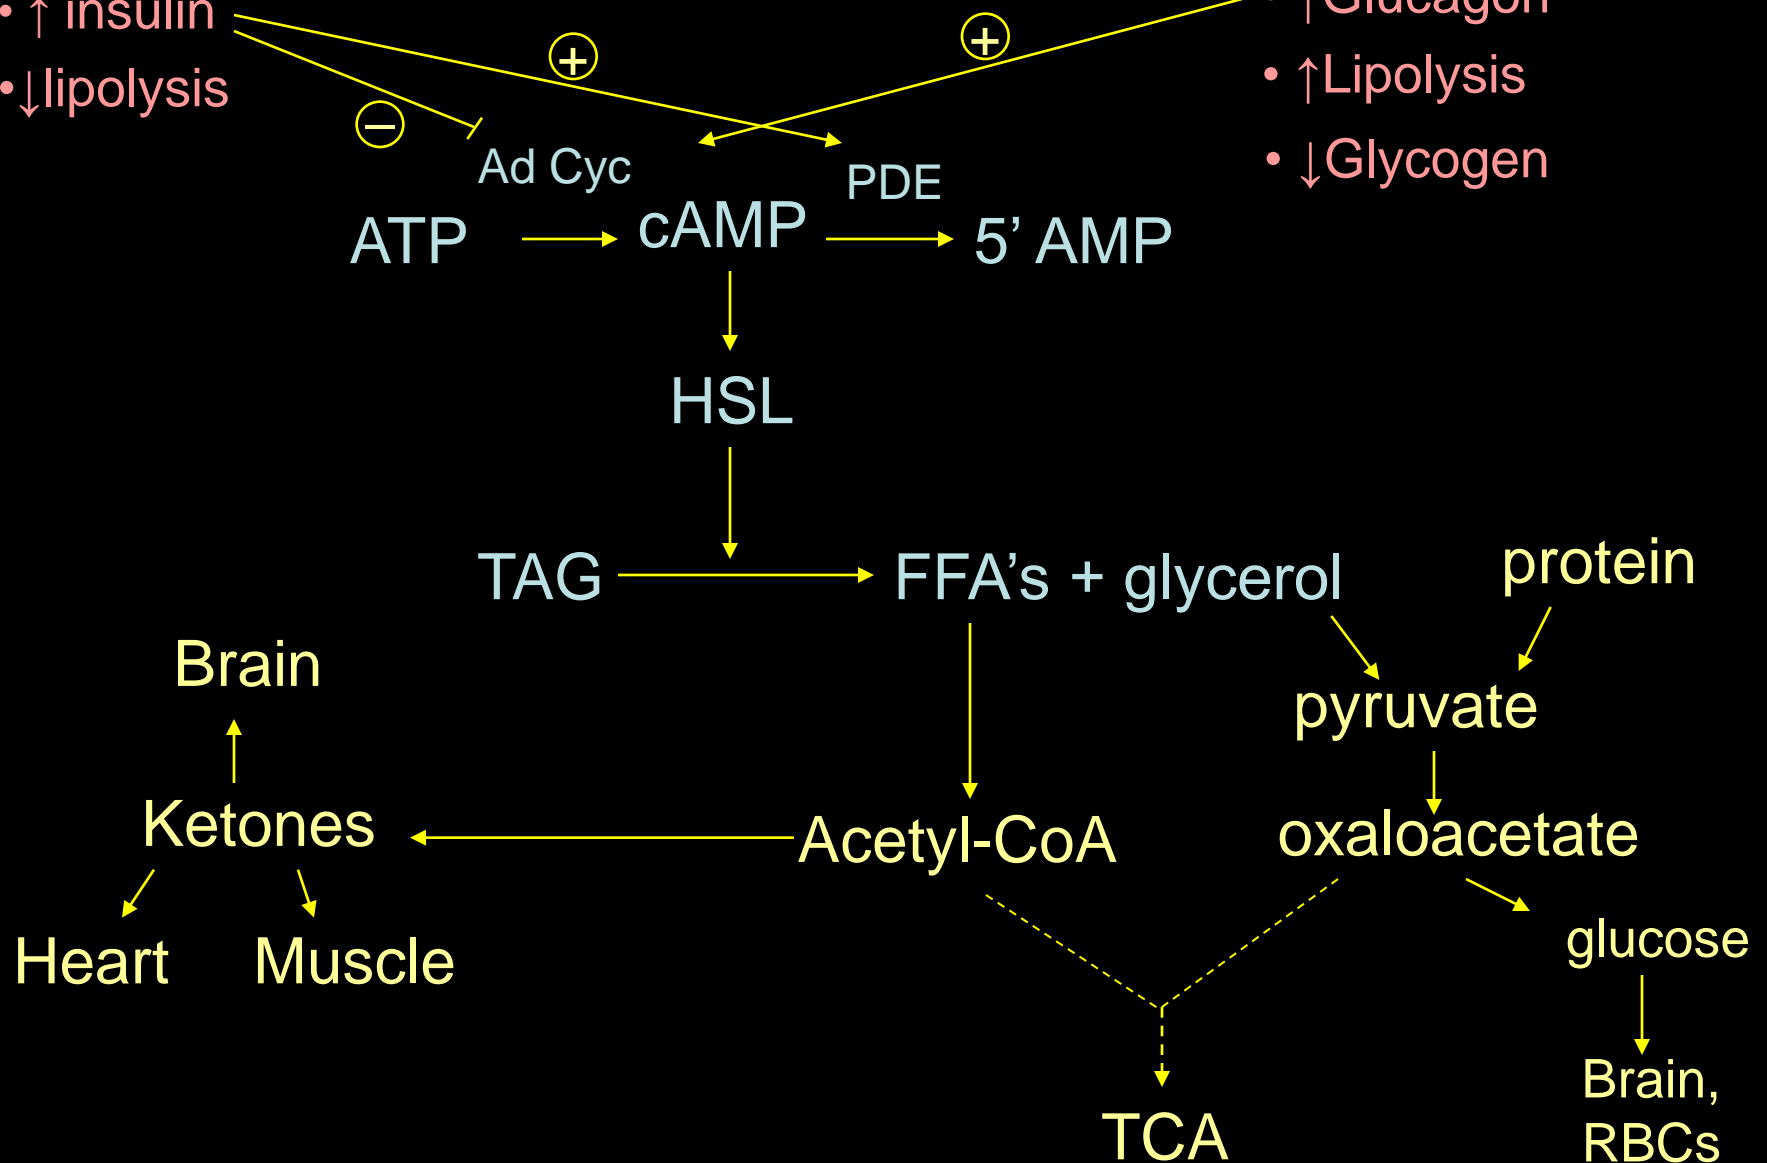 • ↑ insulin
•↓lipolysis
• ↑Glucagon
• ↑Lipolysis
• ↓Glycogen
+
+
–
Ad Cyc
PDE
ATP
cAMP
5’ AMP
HSL
TAG
FFA’s + glycerol
protein
Brain
pyruvate
Ketones
Acetyl-CoA
oxaloacetate
Heart
Muscle
glucose
TCA
Brain,
RBCs